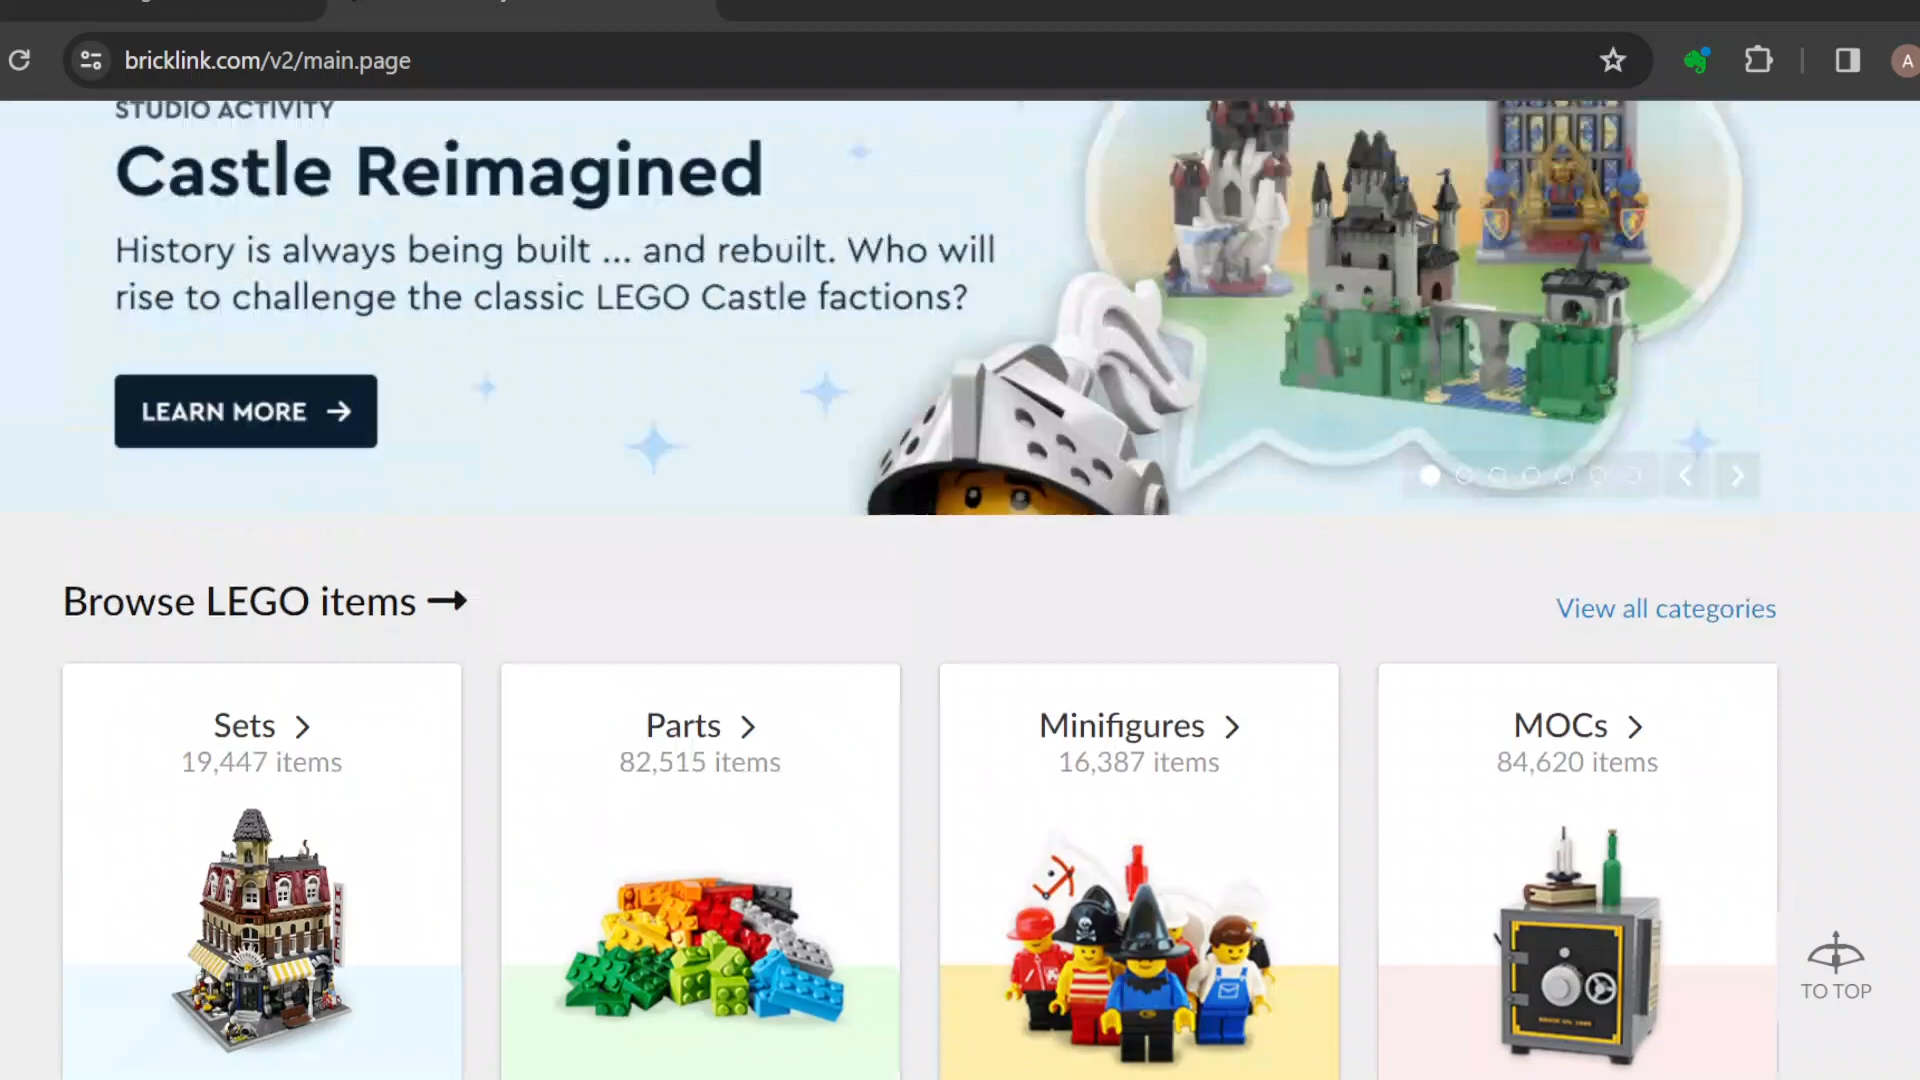 bricklink.com/v2/main.page
A
STUDIO ACTIVITY
Castle Reimagined
History is always being built ... and rebuilt. Who will
rise to challenge the classic LEGO Castle factions?
LEARN MORE →
Browse LEGO items →
View all categories
Sets >
19,447 items
Parts >
82,515 items
Minifigures >
16,387 items
MOCs >
84,620 items
HOTEL
TO TOP